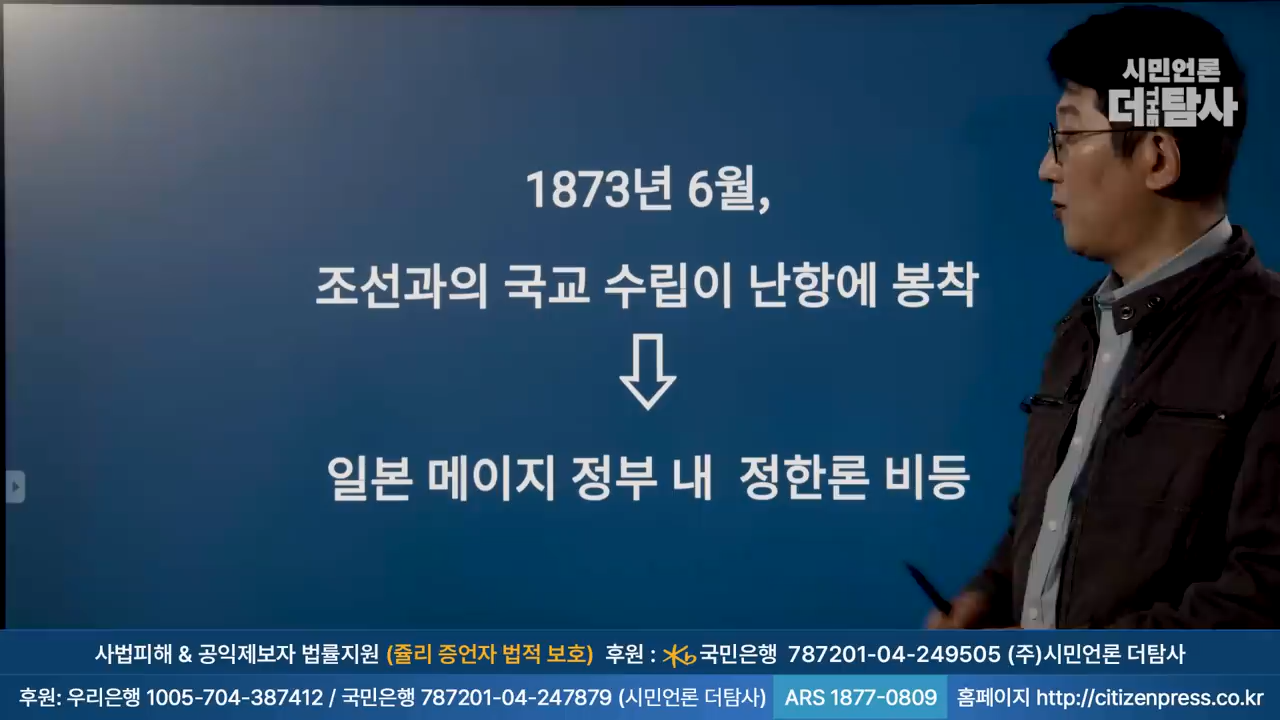 시민언론
더탐사
1873년 6월,
조선과의 국교 수립이 난항에 봉착
일본 메이지 정부 내 정한론 비등
사법피해 & 공익제보자 법률지원 (쥴리 증언자 법적 보호) 후원 : 국민은행 787201-04-249505 (주)시민언론 더탐사
후원: 우리은행 1005-704-387412 / 국민은행 787201-04-247879 (시민언론 더탐사) ARS 1877-0809 홈페이지 http://citizenpress.co.kr